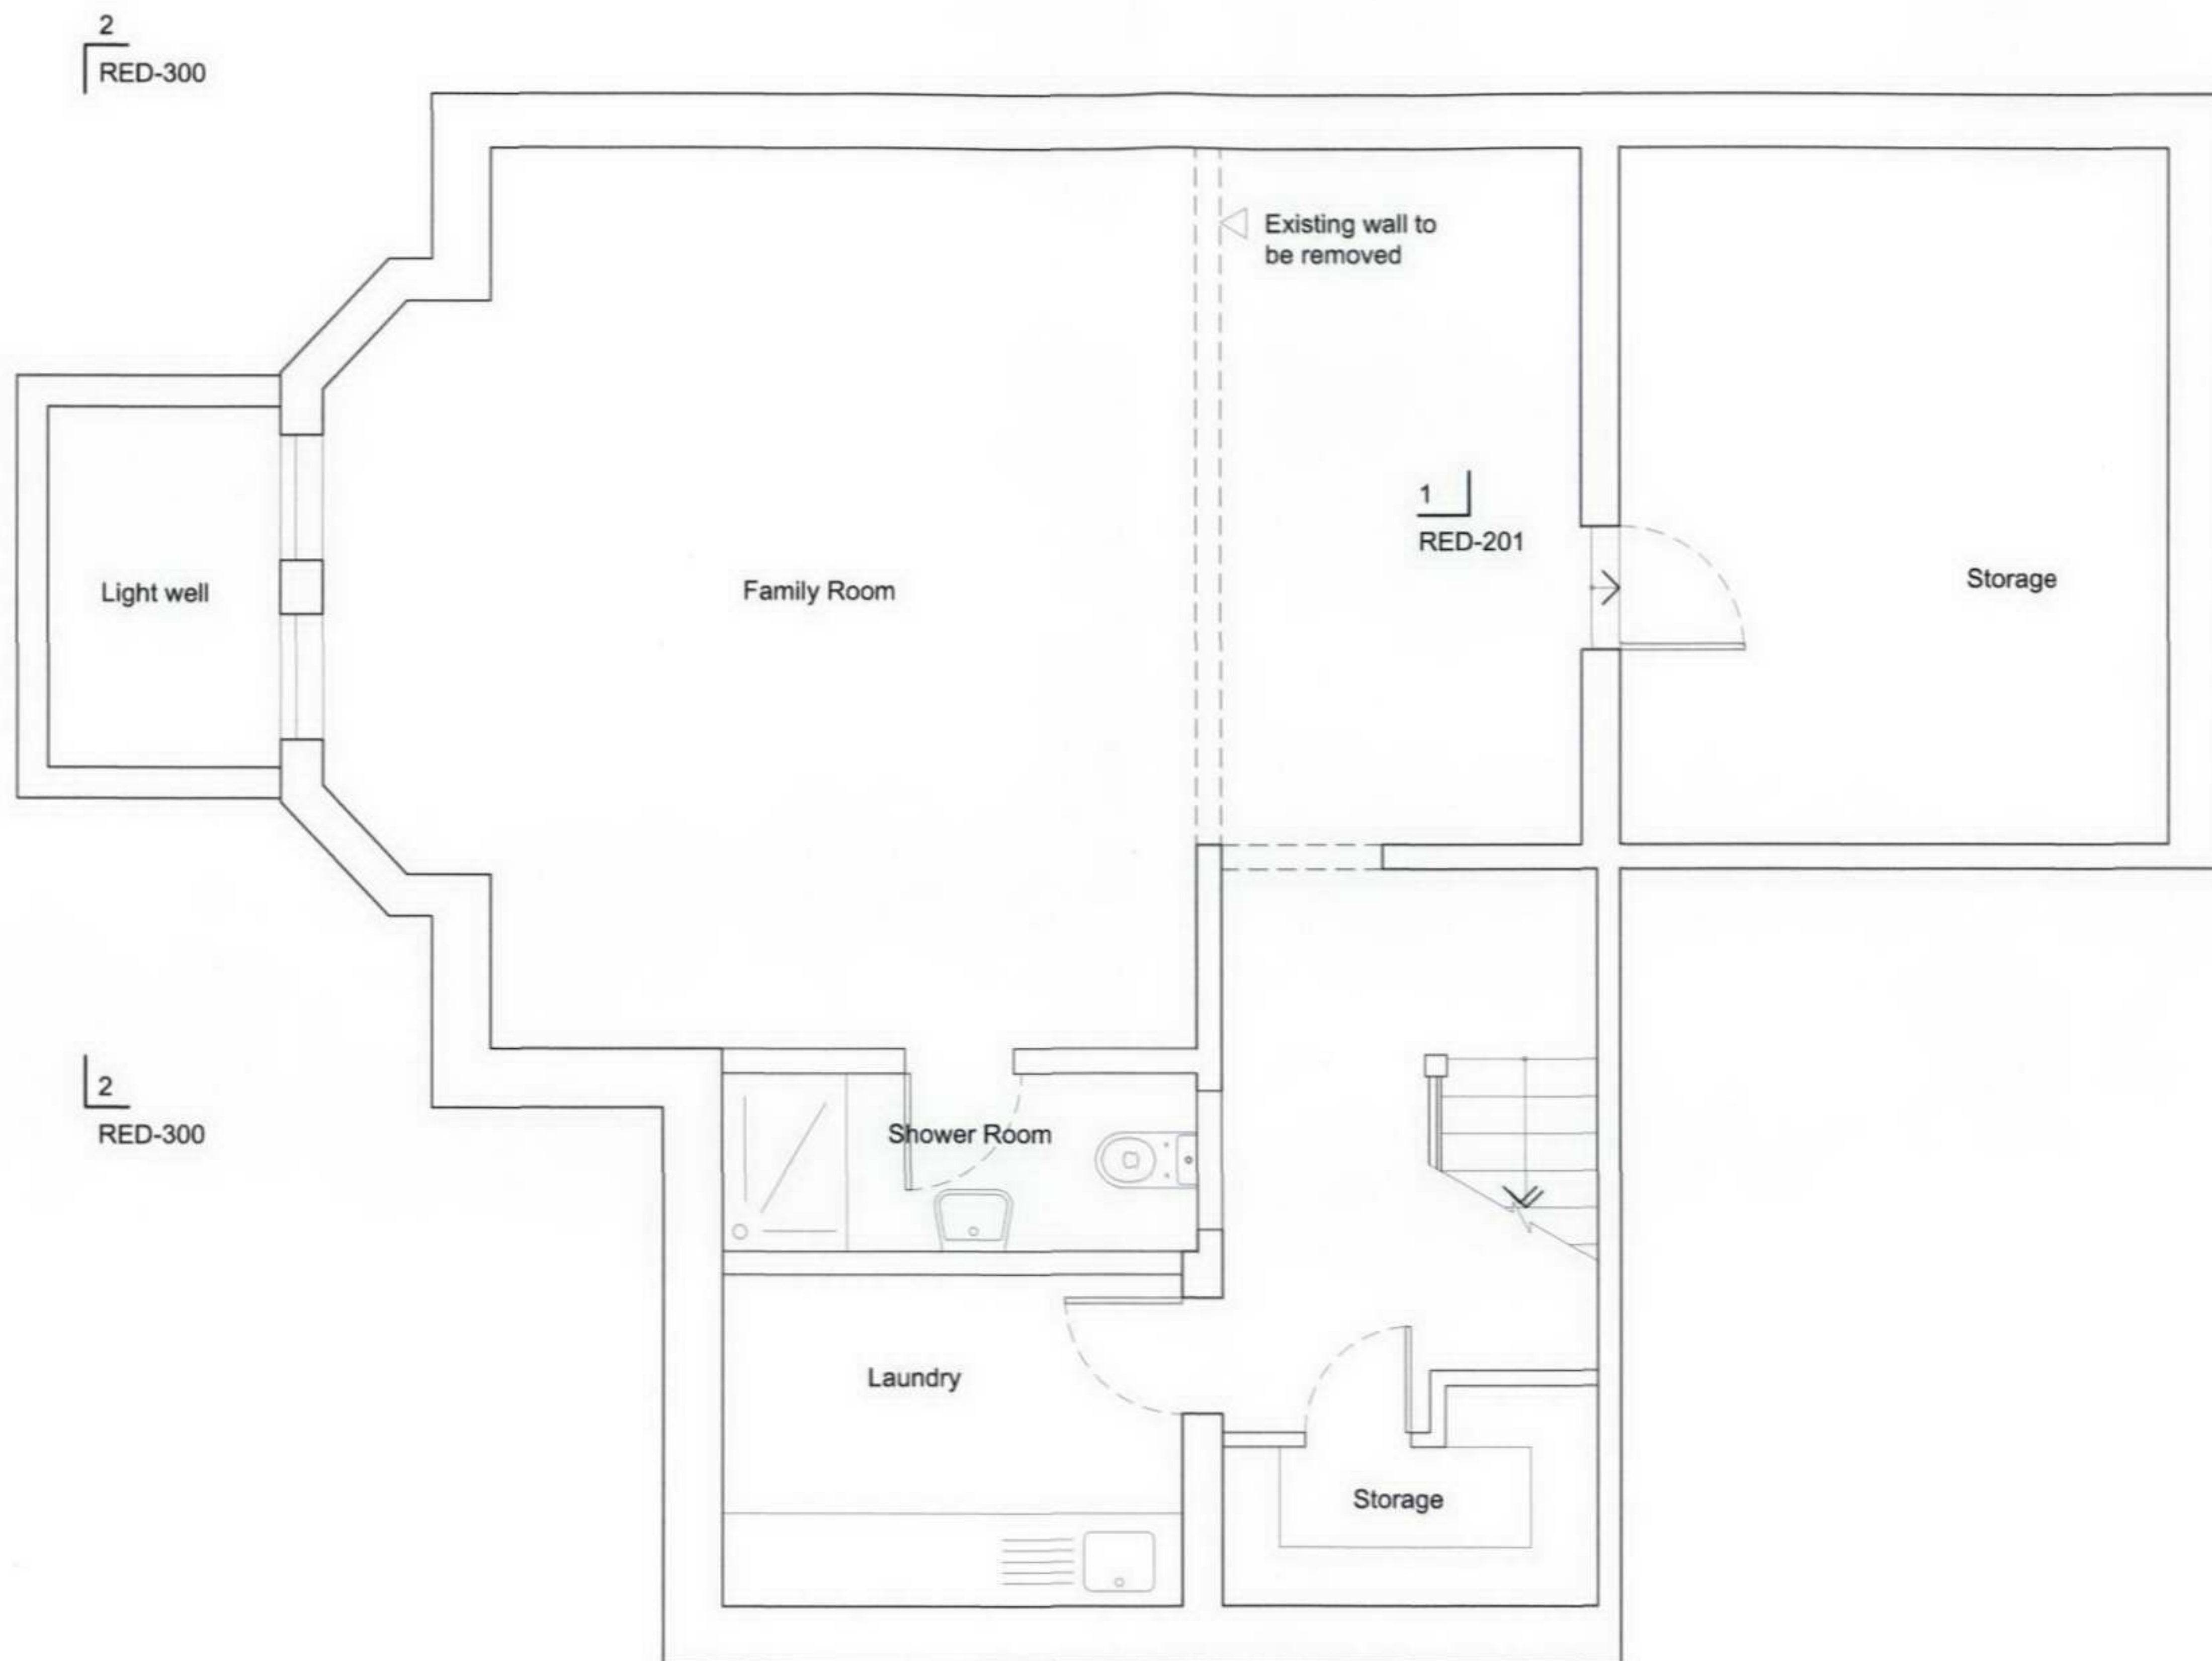 2
RED-300
Existing wall to
be removed
1
RED-201
Light well
Family Room
Storage
2
RED-300
Shower Room
Laundry
Storage